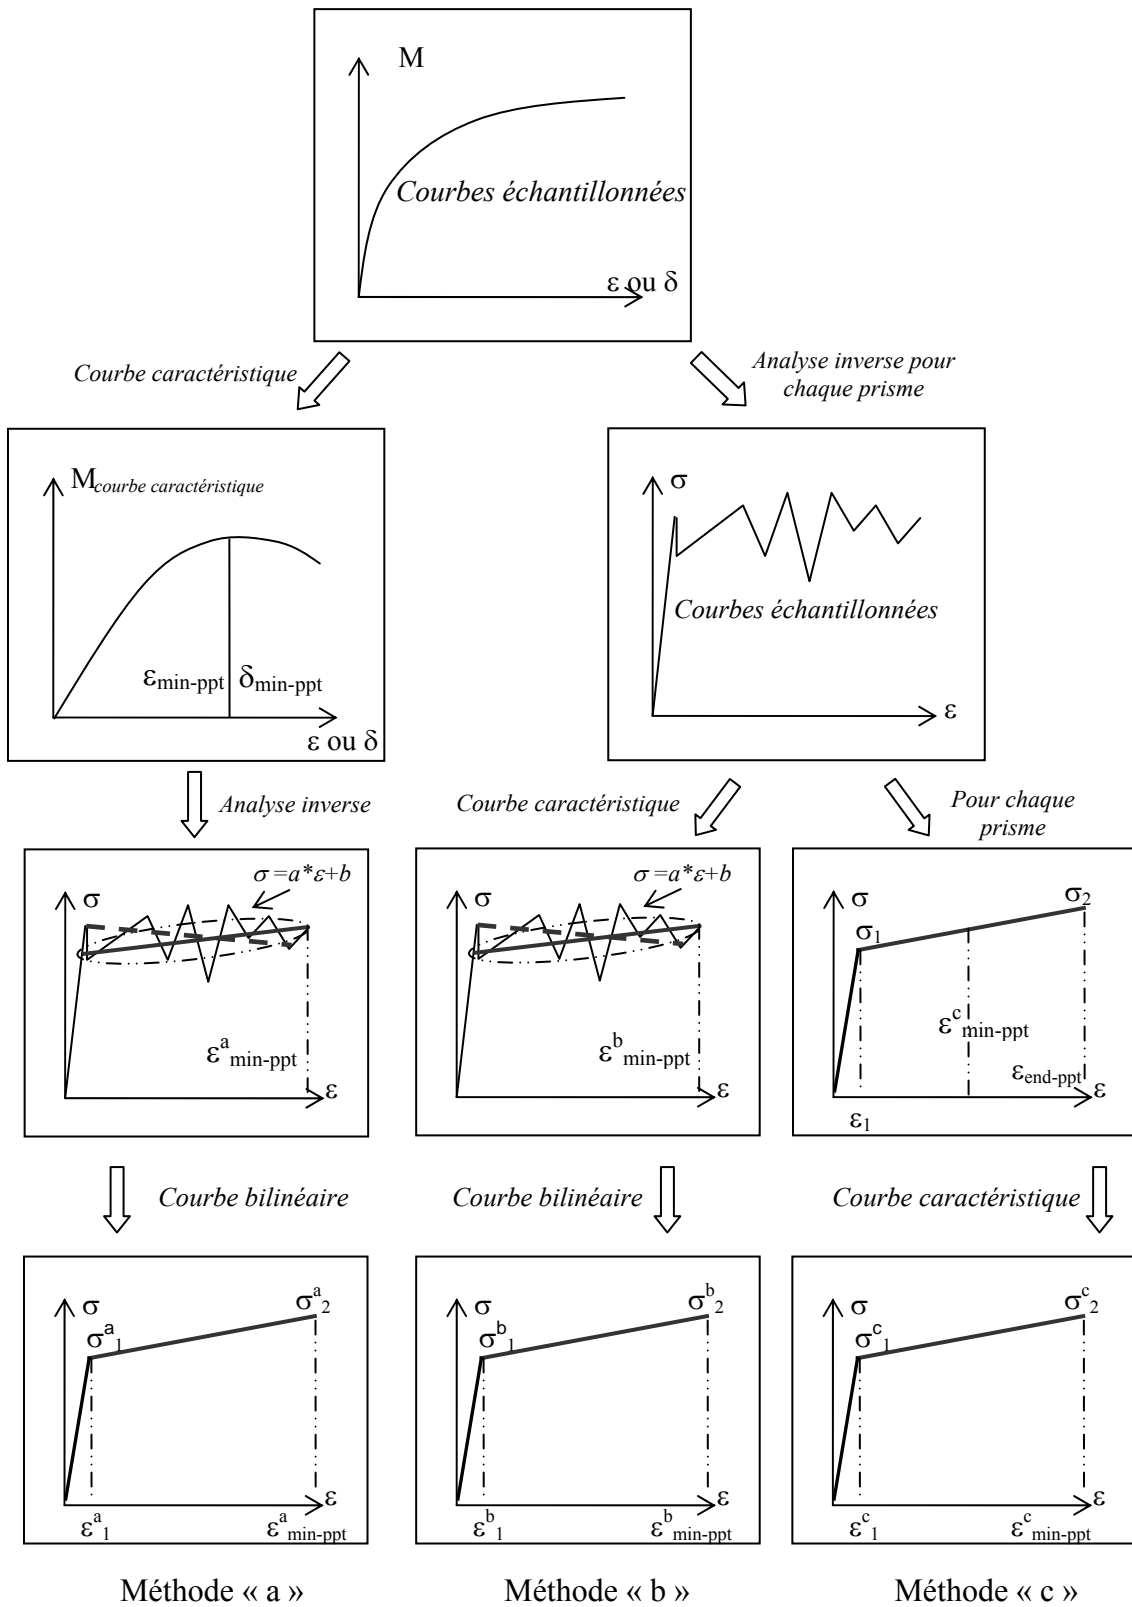 M
Courbes échantillonnées
ε ou δ
Courbe caractéristique
Analyse inverse pour
chaque prisme
M courbe caractéristique
ε min-ppt δ min-ppt
ε ou δ
σ
Courbes échantillonnées
ε
Analyse inverse
Courbe caractéristique
Pour chaque
prisme
σ =a*ε+b
σ
ε^a min-ppt
ε
σ =a*ε+b
σ
ε^b min-ppt
ε
σ
σ2
σ1
ε^c min-ppt
ε end-ppt
ε
ε1
Courbe bilinéaire
Courbe bilinéaire
Courbe caractéristique
σ
σ^a 2
σ^a 1
ε
ε^a 1
ε^a min-ppt
σ
σ^b 2
σ^b 1
ε
ε^b 1
ε^b min-ppt
σ
σ^c 2
σ^c 1
ε
ε^c 1
ε^c min-ppt
Méthode « a »
Méthode « b »
Méthode « c »